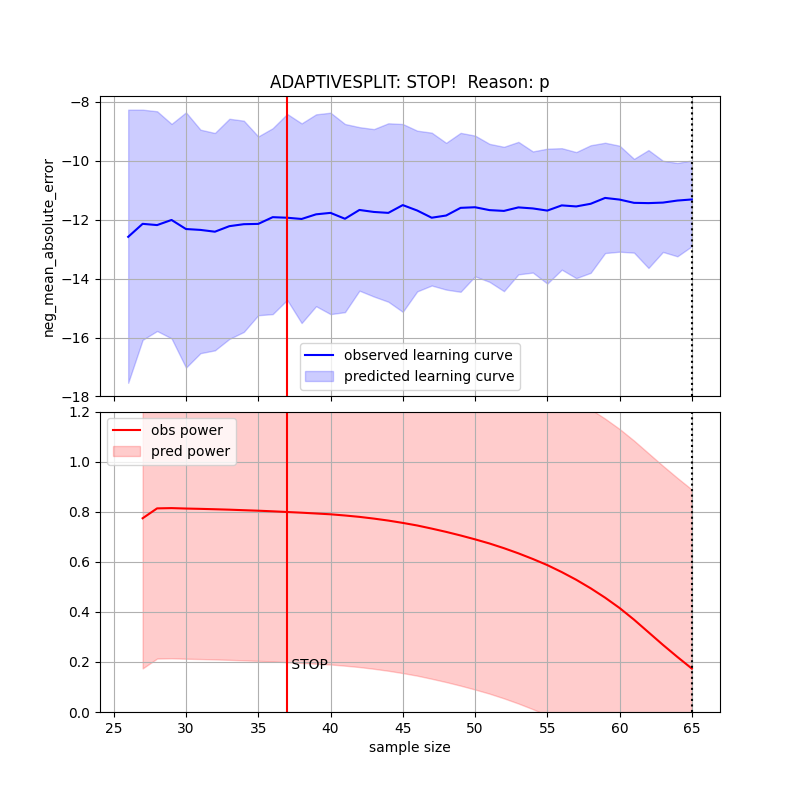 ADAPTIVESPLIT: STOP!  Reason: p
neg_mean_absolute_error
−8
−10
−12
−14
−16
−18
observed learning curve
predicted learning curve
1.2
1.0
0.8
0.6
0.4
0.2
0.0
obs power
pred power
STOP
25 30 35 40 45 50 55 60 65
sample size